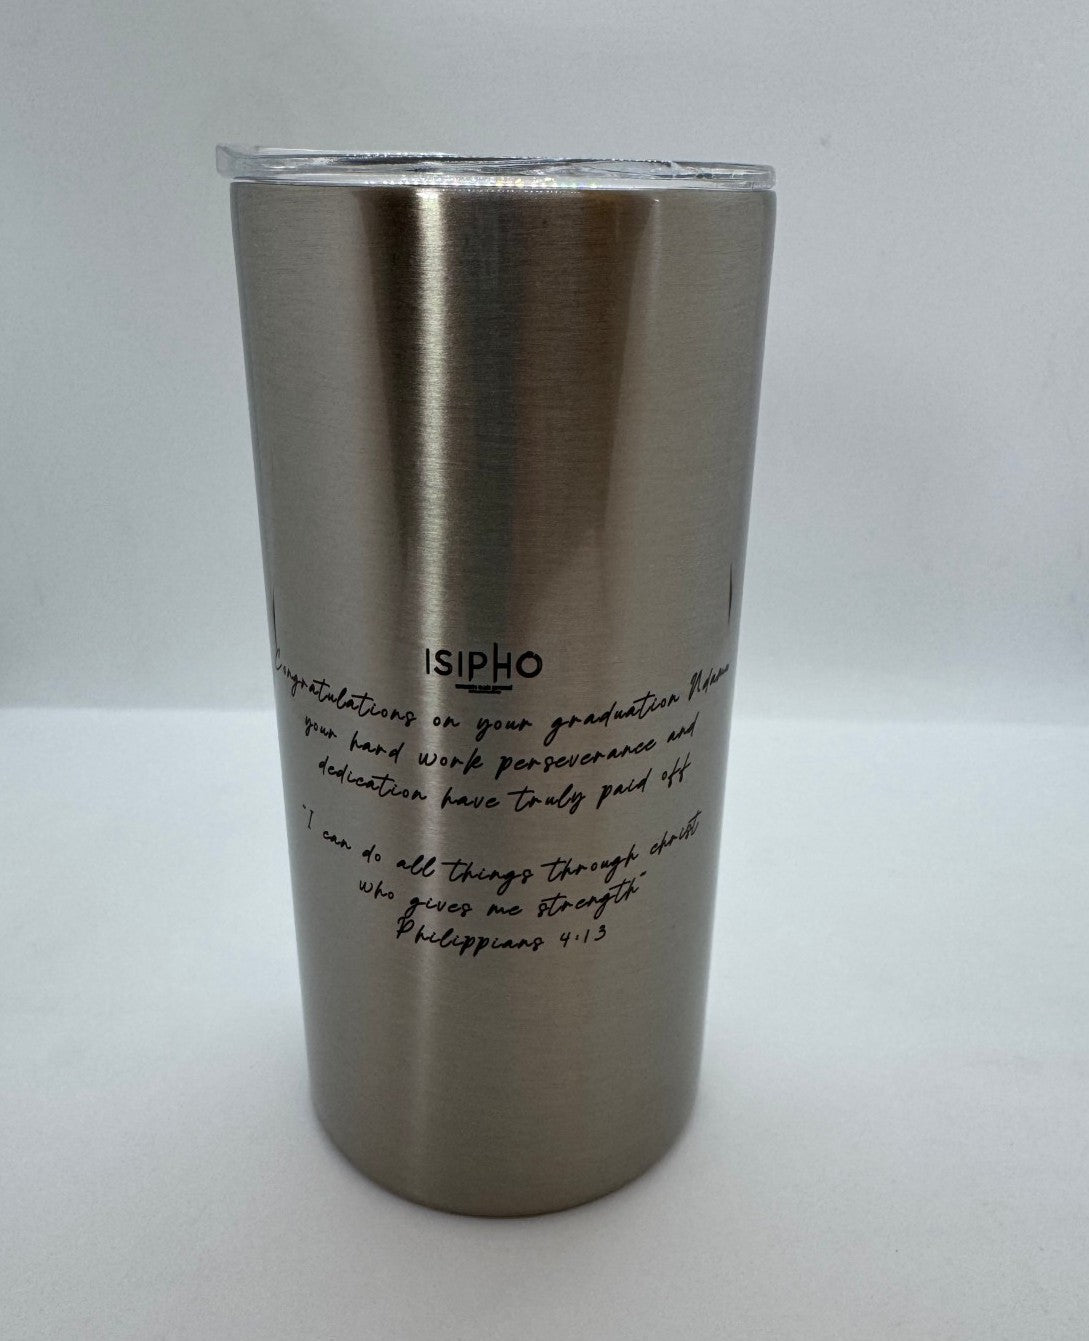 ISIPHO
Congratulations on your graduation
your hard work perseverance and
dedication have truly paid off
"I can do all things through christ
who gives me strength"
Philippians 4:13